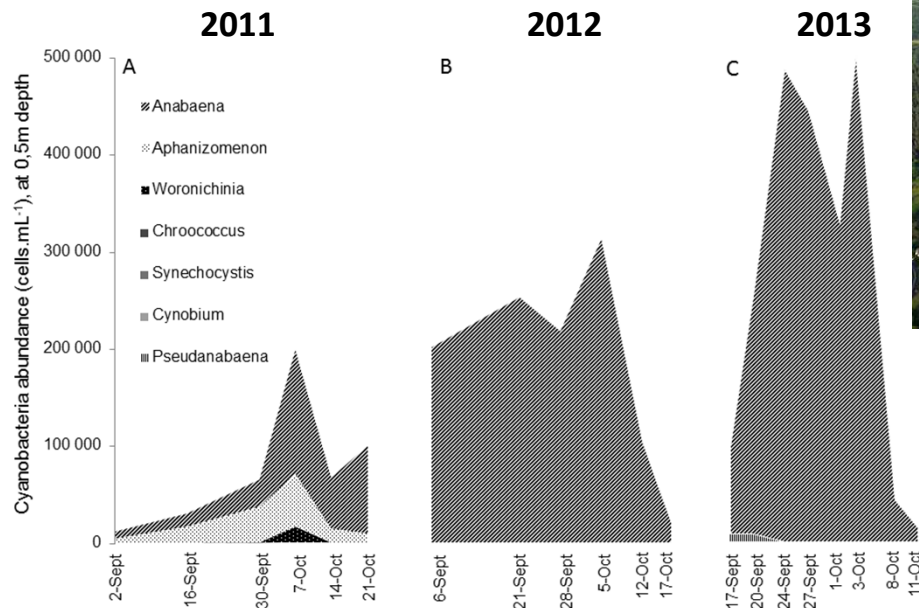 2011
2012
2013
Cyanobacteria abundance (cells.mL⁻¹), at 0,5m depth
500 000
400 000
300 000
200 000
100 000
0
A
Anabaena
Aphanizomenon
Woronichinia
Chroococcus
Synechocystis
Cynobium
Pseudanabaena
2-Sept
16-Sept
30-Sept
7-Oct
14-Oct
21-Oct
B
6-Sept
21-Sept
28-Sept
5-Oct
12-Oct
17-Oct
C
17-Sept
20-Sept
24-Sept
27-Sept
1-Oct
3-Oct
8-Oct
11-Oct